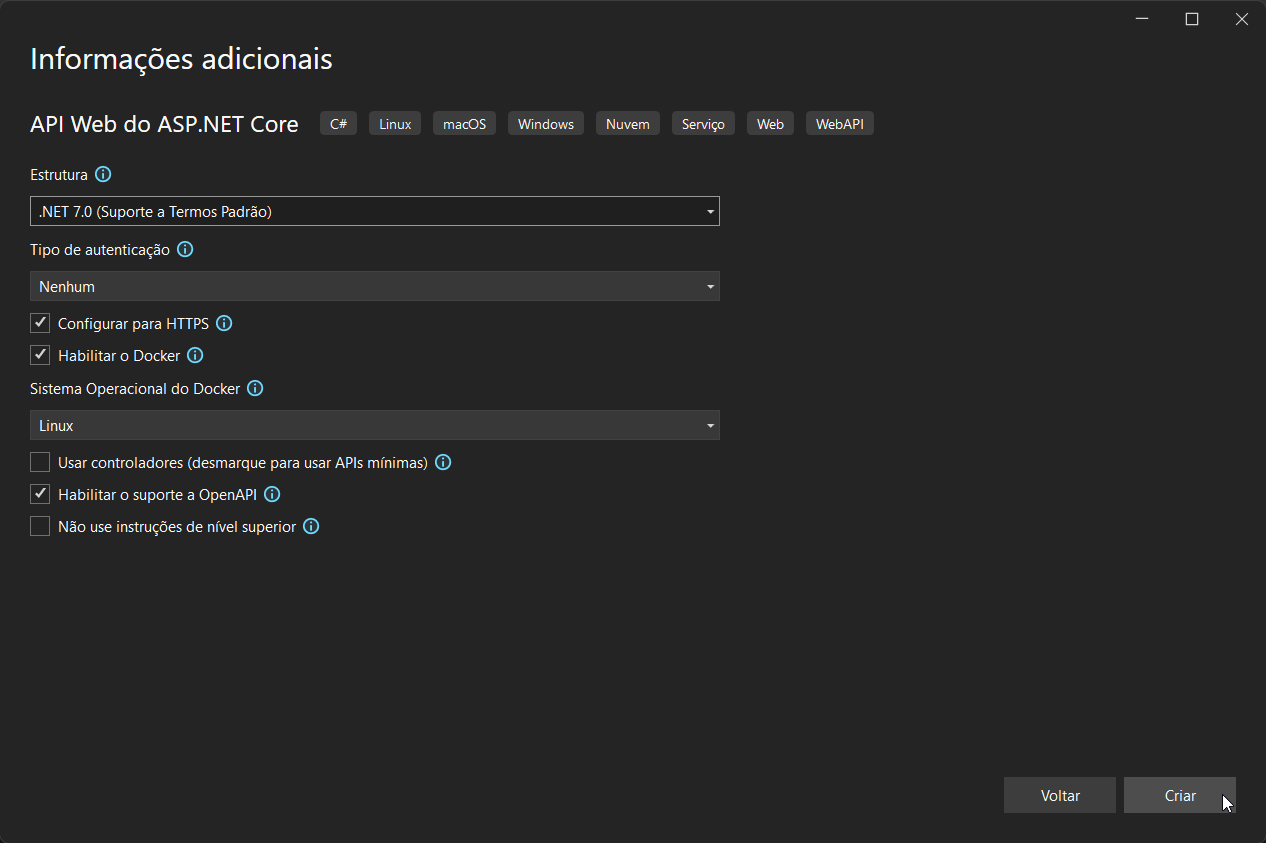 Informações adicionais
API Web do ASP.NET Core C# Linux macOS Windows Nuvem Serviço Web WebAPI
Estrutura
.NET 7.0 (Suporte a Termos Padrão)
Tipo de autenticação
Nenhum
Configurar para HTTPS
Habilitar o Docker
Sistema Operacional do Docker
Linux
Usar controladores (desmarque para usar APIs mínimas)
Habilitar o suporte a OpenAPI
Não use instruções de nível superior
Voltar Criar